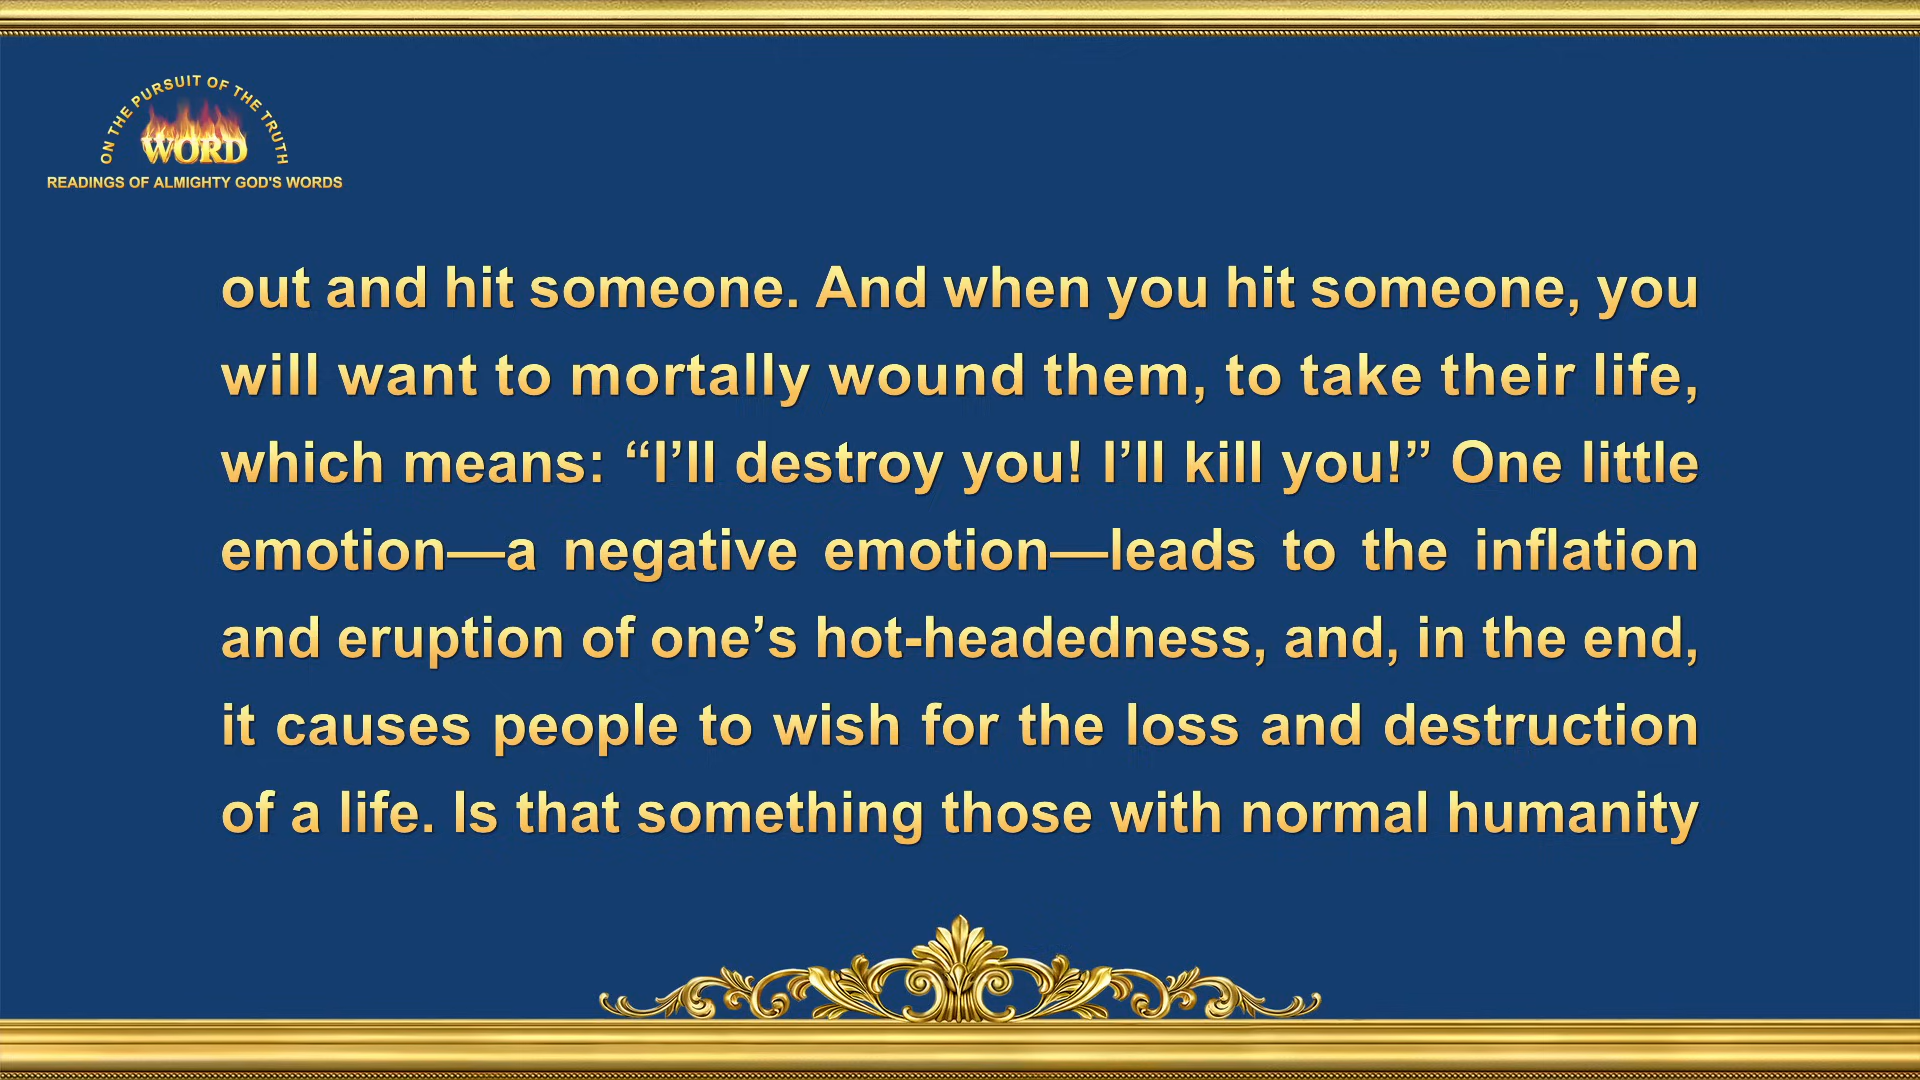 ON THE PURSUIT OF THE TRUTH
WORD
READINGS OF ALMIGHTY GOD'S WORDS
out and hit someone. And when you hit someone, you
will want to mortally wound them, to take their life,
which means: “I’ll destroy you! I’ll kill you!” One little
emotion—a negative emotion—leads to the inflation
and eruption of one’s hot-headedness, and, in the end,
it causes people to wish for the loss and destruction
of a life. Is that something those with normal humanity